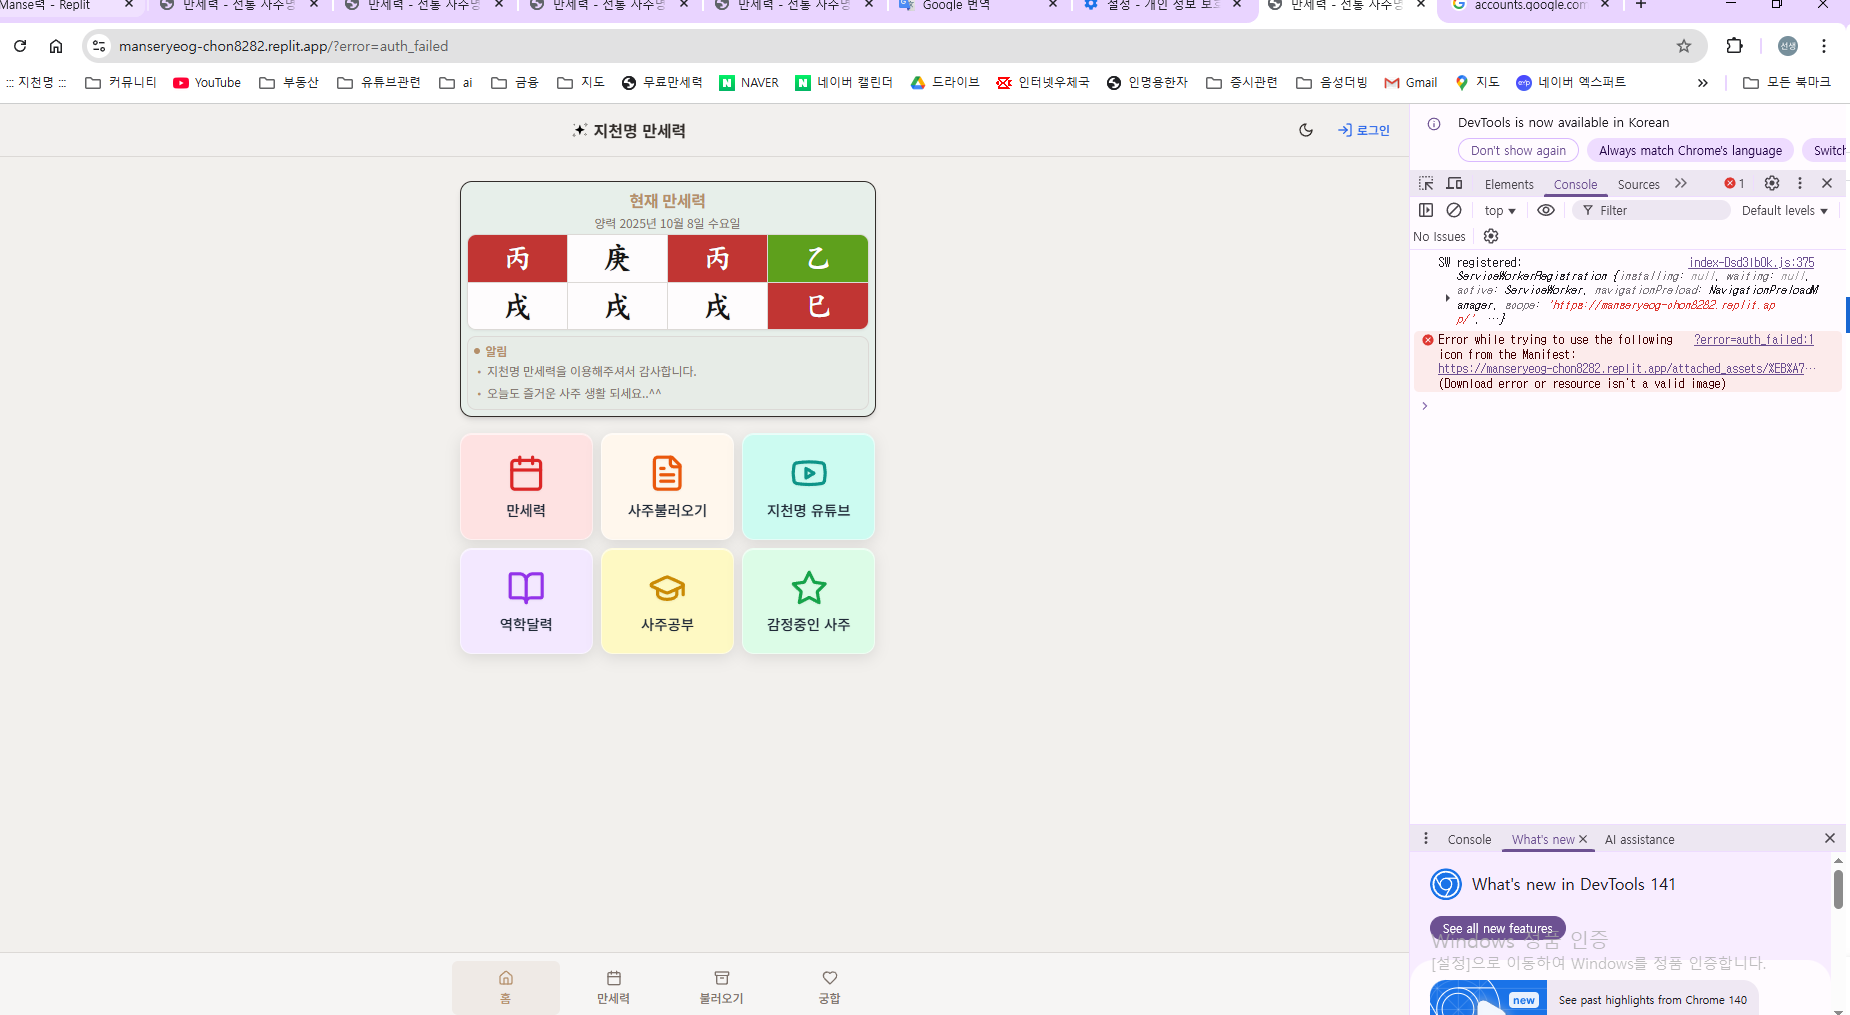 Manse력 - Replit
만세력 - 전통 사주명
만세력 - 전통 사주명
만세력 - 전통 사주명
만세력 - 전통 사주명
Google 번역
설정 - 개인 정보 보호
만세력 - 전통 사주명
accounts.google.com
manseryeog-chon8282.replit.app/?error=auth_failed
선생
::: 지천명 :::
커뮤니티
YouTube
부동산
유튜브관련
ai
금융
지도
무료만세력
NAVER
네이버 캘린더
드라이브
인터넷우체국
인명용한자
증시관련
음성더빙
Gmail
지도
네이버 엑스퍼트
모든 북마크
지천명 만세력
로그인
현재 만세력
양력 2025년 10월 8일 수요일
丙 庚 丙 乙
戌 戌 戌 巳
알림
• 지천명 만세력을 이용해주셔서 감사합니다.
• 오늘도 즐거운 사주 생활 되세요..^^
만세력
사주불러오기
지천명 유튜브
역학달력
사주공부
감정중인 사주
홈
만세력
불러오기
궁합
DevTools is now available in Korean
Don't show again
Always match Chrome's language
Switch
Elements
Console
Sources
1
top
Filter
Default levels
No Issues
SW registered: index-Dsd3lbOk.js:375
ServiceWorkerRegistration {installing: null, waiting: null,
active: ServiceWorker, navigationPreload: NavigationPreloadM
anager, scope: 'https://manseryeog-chon8282.replit.ap
p/', …}
Error while trying to use the following ?error=auth_failed:1
icon from the Manifest:
https://manseryeog-chon8282.replit.app/attached_assets/%EB%A7…
(Download error or resource isn't a valid image)
Console
What's new
AI assistance
What's new in DevTools 141
See all new features
Windows 정품 인증
[설정]으로 이동하여 Windows를 정품 인증합니다.
new
See past highlights from Chrome 140